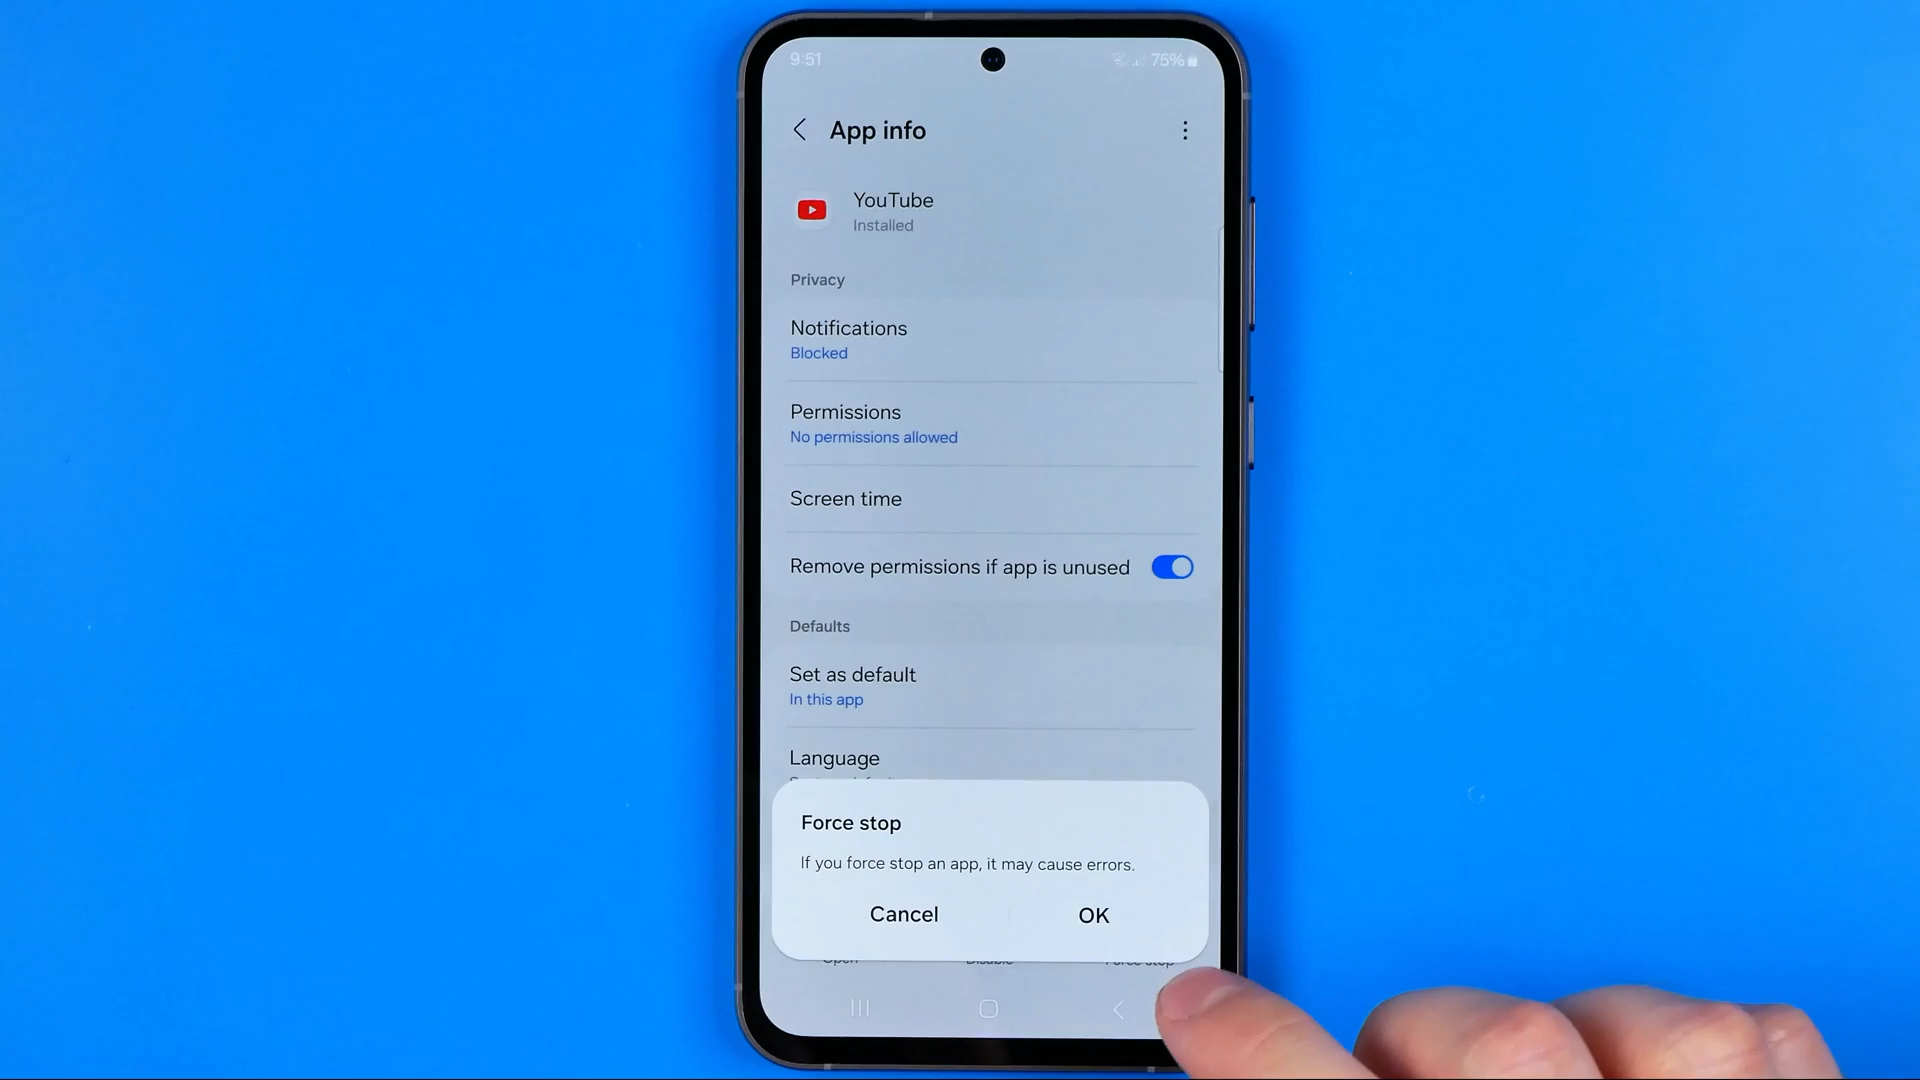 9:51
75%
App info
YouTube
Installed
Privacy
Notifications
Blocked
Permissions
No permissions allowed
Screen time
Remove permissions if app is unused
Defaults
Set as default
In this app
Language
Force stop
If you force stop an app, it may cause errors.
Cancel
OK
Open
Disable
Force stop